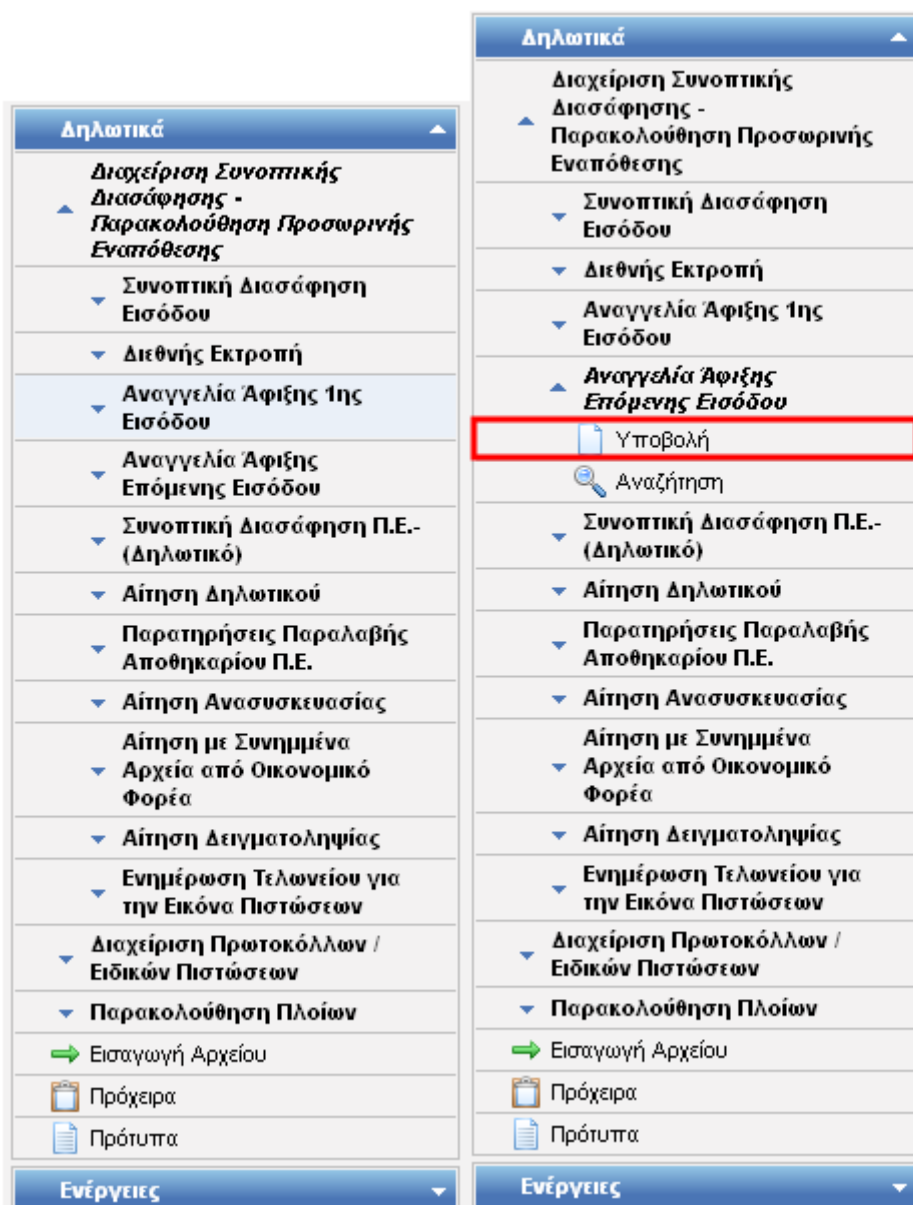 Δηλωτικά
Διαχείριση Συνοπτικής
Διασάφησης -
Παρακολούθηση Προσωρινής
Εναπόθεσης
Συνοπτική Διασάφηση
Εισόδου
Διεθνής Εκτροπή
Αναγγελία Άφιξης 1ης
Εισόδου
Αναγγελία Άφιξης
Επόμενης Εισόδου
Συνοπτική Διασάφηση Π.Ε.-
(Δηλωτικό)
Αίτηση Δηλωτικού
Παρατηρήσεις Παραλαβής
Αποθηκαρίου Π.Ε.
Αίτηση Ανασυσκευασίας
Αίτηση με Συνημμένα
Αρχεία από Οικονομικό
Φορέα
Αίτηση Δειγματοληψίας
Ενημέρωση Τελωνείου για
την Εικόνα Πιστώσεων
Διαχείριση Πρωτοκόλλων /
Ειδικών Πιστώσεων
Παρακολούθηση Πλοίων
Εισαγωγή Αρχείου
Πρόχειρα
Πρότυπα
Ενέργειες
Δηλωτικά
Διαχείριση Συνοπτικής
Διασάφησης -
Παρακολούθηση Προσωρινής
Εναπόθεσης
Συνοπτική Διασάφηση
Εισόδου
Διεθνής Εκτροπή
Αναγγελία Άφιξης 1ης
Εισόδου
Αναγγελία Άφιξης
Επόμενης Εισόδου
Υποβολή
Αναζήτηση
Συνοπτική Διασάφηση Π.Ε.-
(Δηλωτικό)
Αίτηση Δηλωτικού
Παρατηρήσεις Παραλαβής
Αποθηκαρίου Π.Ε.
Αίτηση Ανασυσκευασίας
Αίτηση με Συνημμένα
Αρχεία από Οικονομικό
Φορέα
Αίτηση Δειγματοληψίας
Ενημέρωση Τελωνείου για
την Εικόνα Πιστώσεων
Διαχείριση Πρωτοκόλλων /
Ειδικών Πιστώσεων
Παρακολούθηση Πλοίων
Εισαγωγή Αρχείου
Πρόχειρα
Πρότυπα
Ενέργειες